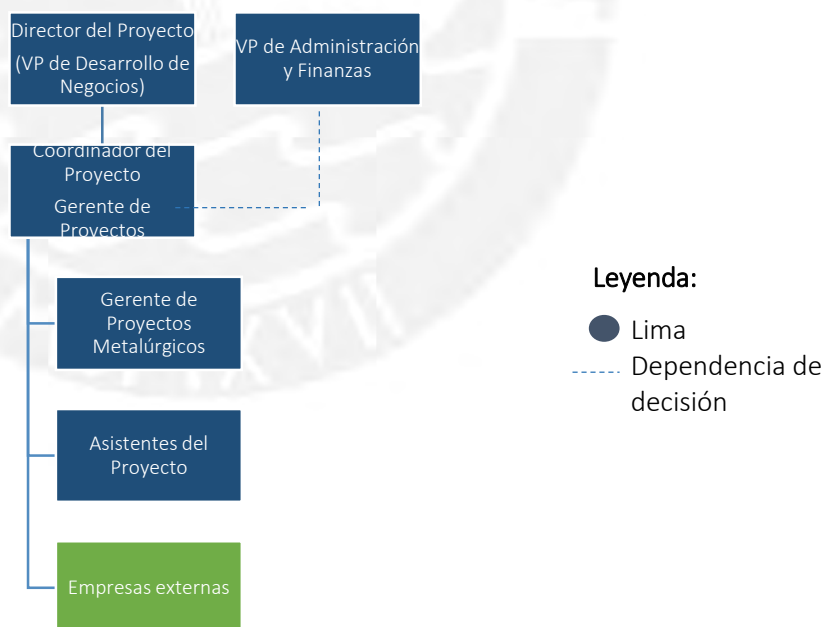 Director del Proyecto
(VP de Desarrollo de
Negocios)
VP de Administración
y Finanzas
Coordinador del
Proyecto
Gerente de
Proyectos
Gerente de
Proyectos
Metalúrgicos
Asistentes del
Proyecto
Empresas externas
Leyenda:
Lima
Dependencia de
decisión